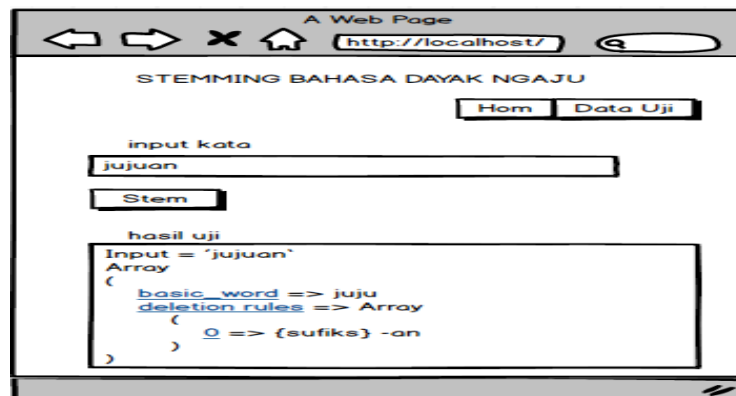 A Web Page
http://localhost/
STEMMING BAHASA DAYAK NGAJU
Hom Data Uji
input kata
jujuan
Stem
hasil uji
Input = ‘jujuan`
Array
(
basic_word => juju
deletion rules => Array
(
0 => {sufiks} -an
)
)